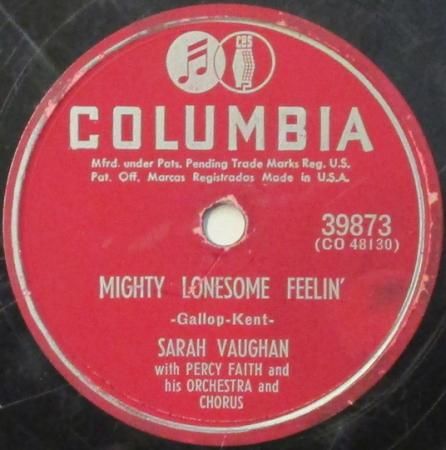 CBS
COLUMBIA
Mfrd. under Pats. Pending Trade Marks Reg. U.S.
Pat. Off. Marcas Registradas Made in U.S.A.
39873
(CO 48130)
MIGHTY LONESOME FEELIN'
-Gallop-Kent-
SARAH VAUGHAN
with PERCY FAITH and
his ORCHESTRA and
CHORUS